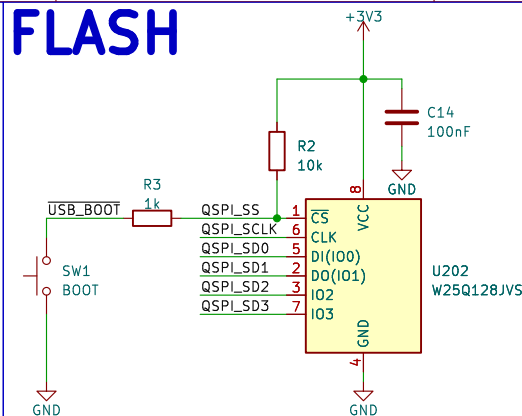 FLASH
+3V3
C14
100nF
GND
R2
10k
R3
1k
USB_BOOT
QSPI_SS
QSPI_SCLK
QSPI_SD0
QSPI_SD1
QSPI_SD2
QSPI_SD3
1
6
5
2
3
7
8
4
CS
CLK
DI(IO0)
DO(IO1)
IO2
IO3
VCC
GND
U202
W25Q128JVS
SW1
BOOT
GND
GND